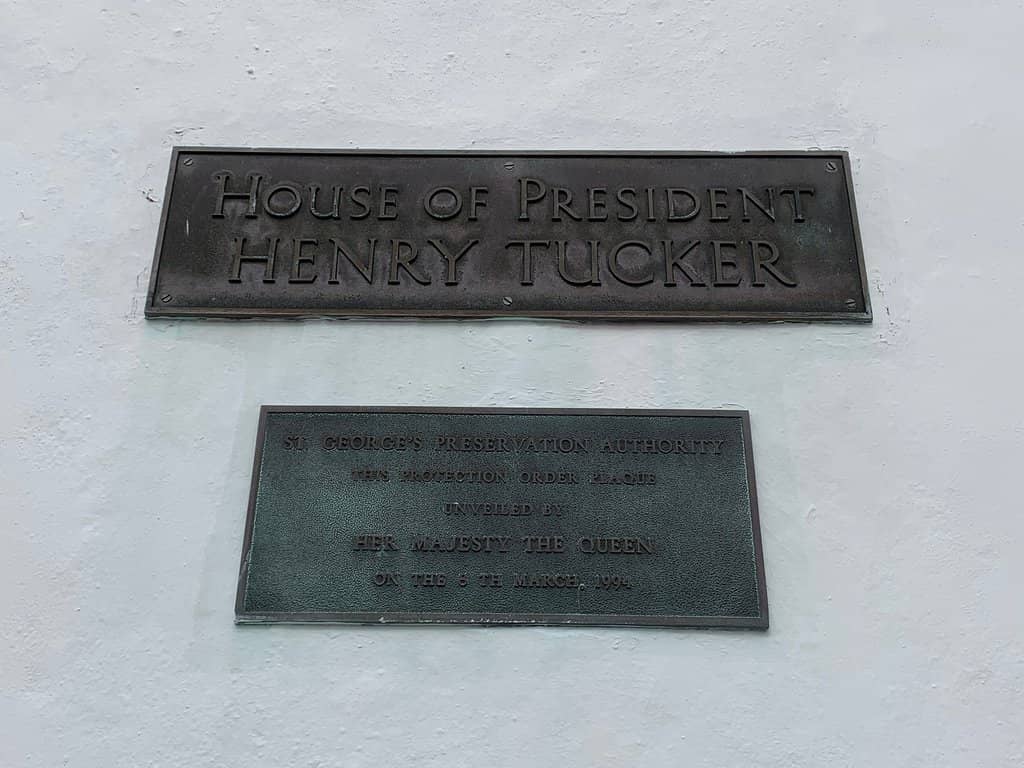 House of President
HENRY TUCKER
ST. GEORGE'S PRESERVATION AUTHORITY
THIS PROTECTION ORDER PLAQUE
UNVEILED BY
HER MAJESTY THE QUEEN
ON THE 6 TH MARCH, 1994